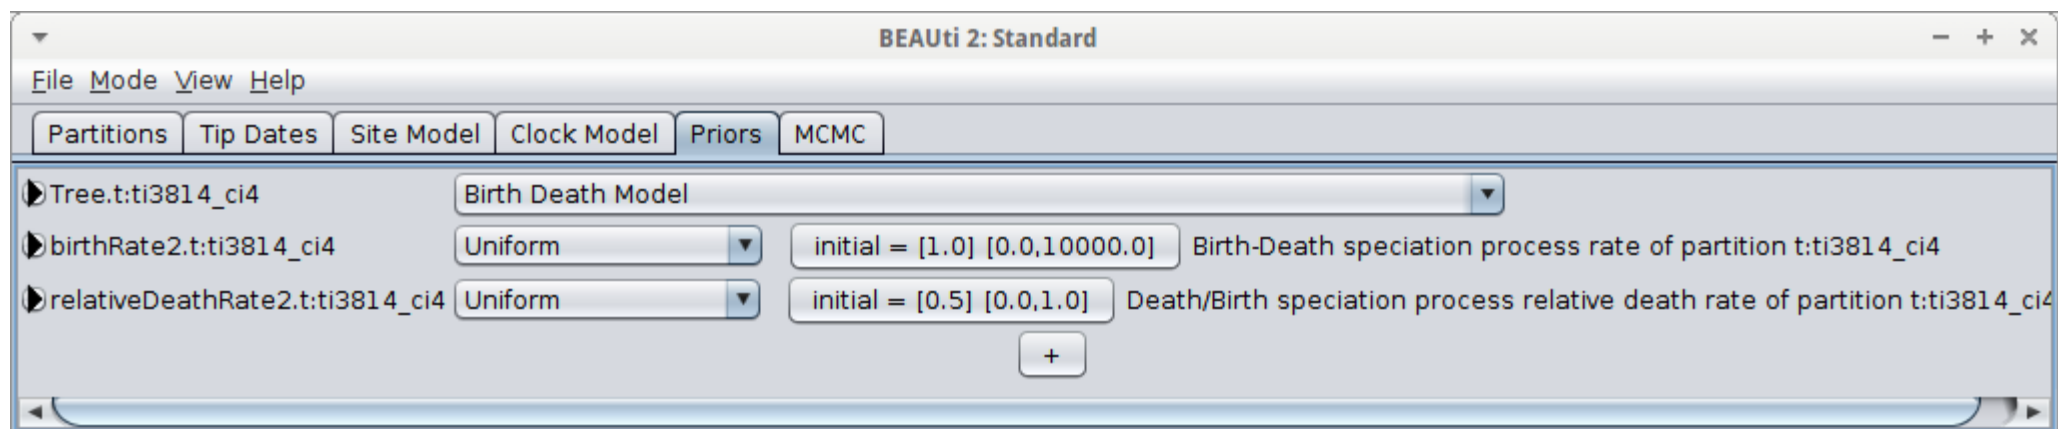 BEAUti 2: Standard
File Mode View Help
Partitions Tip Dates Site Model Clock Model Priors MCMC
Tree.t:ti3814_ci4 Birth Death Model
birthRate2.t:ti3814_ci4 Uniform initial = [1.0] [0.0,10000.0] Birth-Death speciation process rate of partition t:ti3814_ci4
relativeDeathRate2.t:ti3814_ci4 Uniform initial = [0.5] [0.0,1.0] Death/Birth speciation process relative death rate of partition t:ti3814_ci4
+